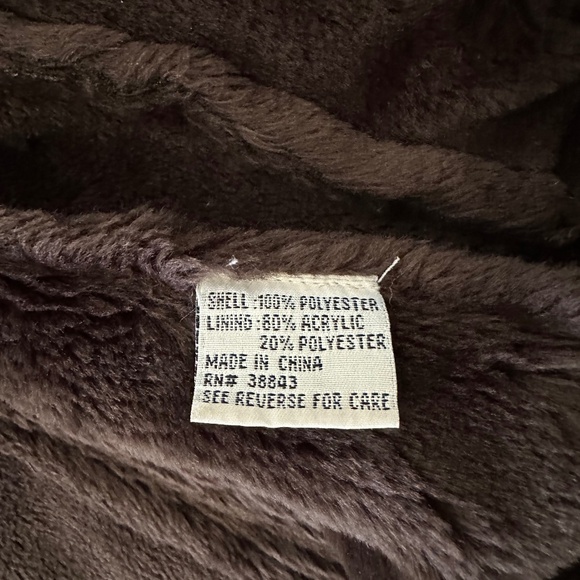 SHELL :100% POLYESTER
LINING :80% ACRYLIC
20% POLYESTER
MADE IN CHINA
RN# 38843
SEE REVERSE FOR CARE